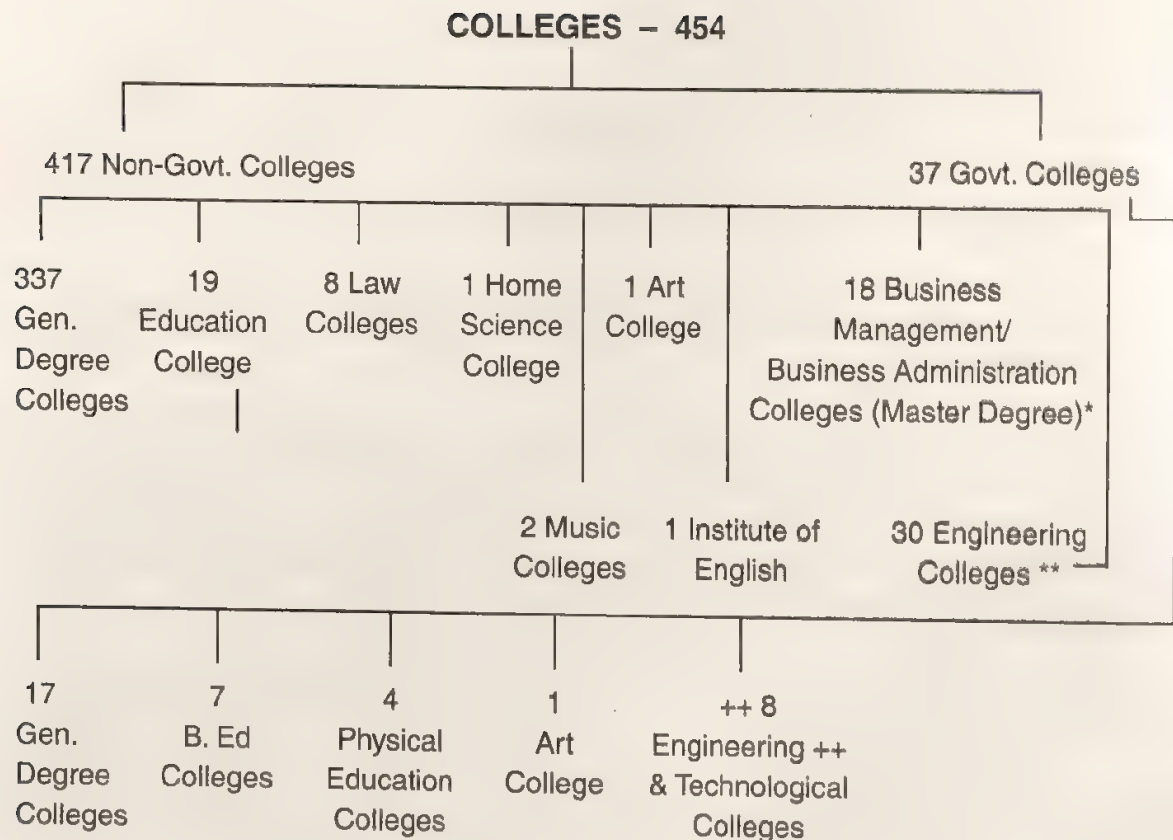 COLLEGES – 454
417 Non-Govt. Colleges
37 Govt. Colleges
337
Gen.
Degree
Colleges
19
Education
College
8 Law
Colleges
1 Home
Science
College
1 Art
College
18 Business
Management/
Business Administration
Colleges (Master Degree)*
2 Music
Colleges
1 Institute of
English
30 Engineering
Colleges **
17
Gen.
Degree
Colleges
7
B. Ed
Colleges
4
Physical
Education
Colleges
1
Art
College
++ 8
Engineering ++
& Technological
Colleges